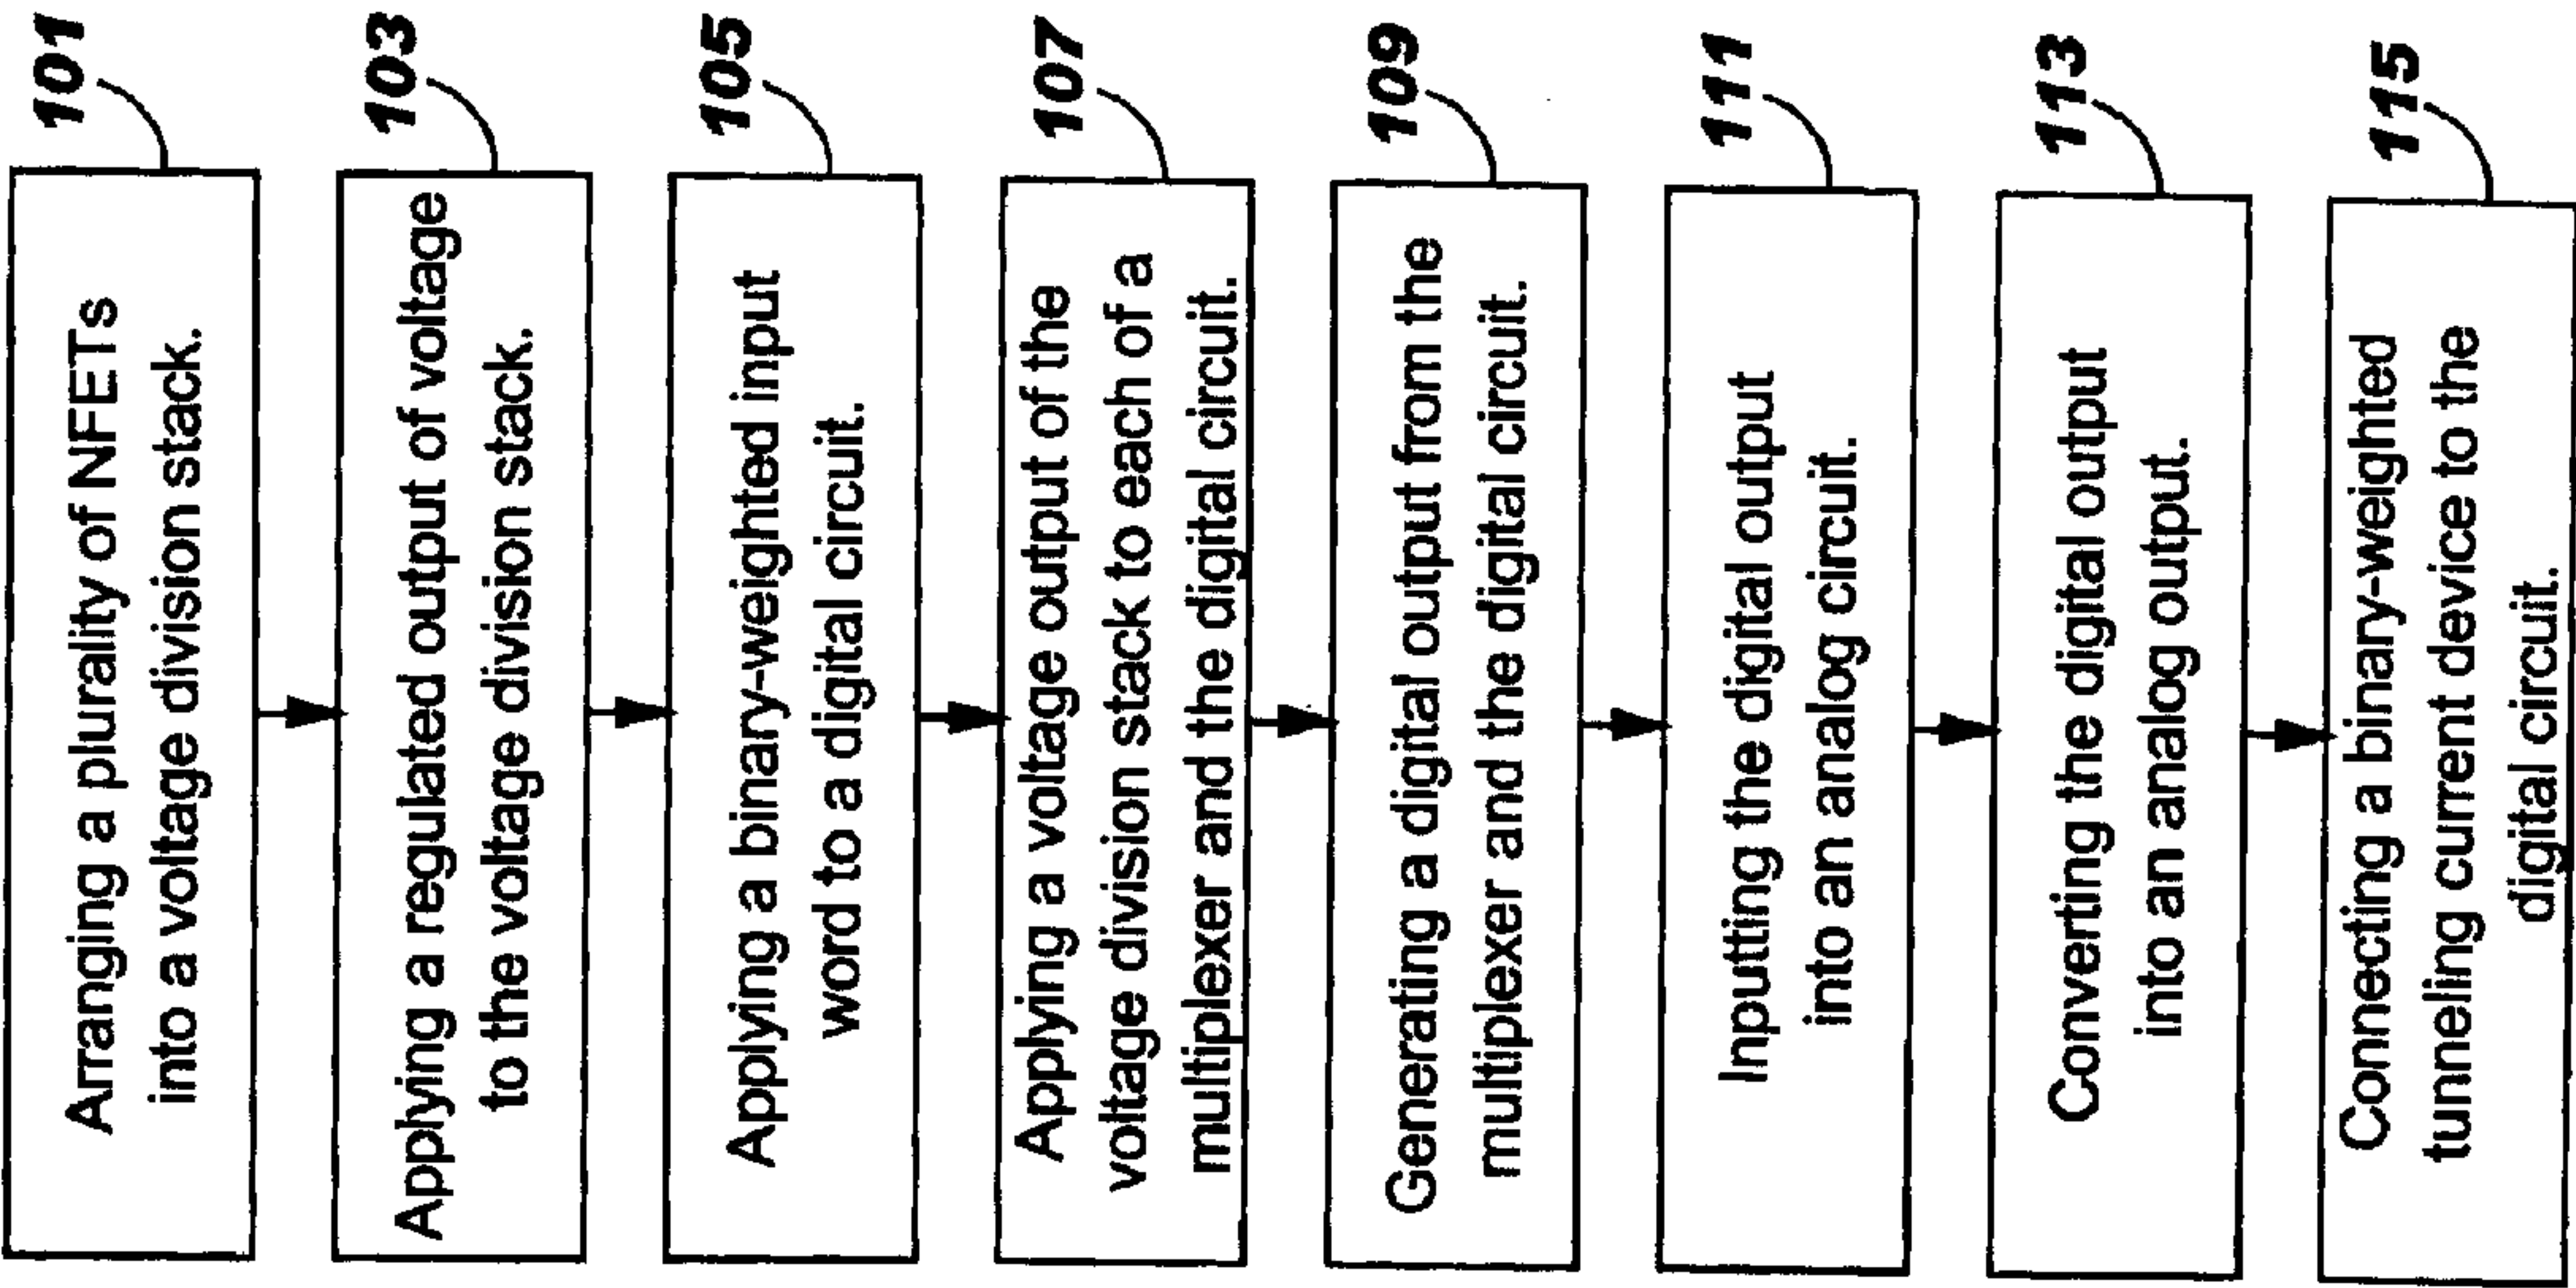 101
Arranging a plurality of NFETs
into a voltage division stack.
103
Applying a regulated output of voltage
to the voltage division stack.
105
Applying a binary-weighted input
word to a digital circuit.
107
Applying a voltage output of the
voltage division stack to each of a
multiplexer and the digital circuit.
109
Generating a digital output from the
multiplexer and the digital circuit.
111
Inputting the digital output
into an analog circuit.
113
Converting the digital output
into an analog output.
115
Connecting a binary-weighted
tunneling current device to the
digital circuit.